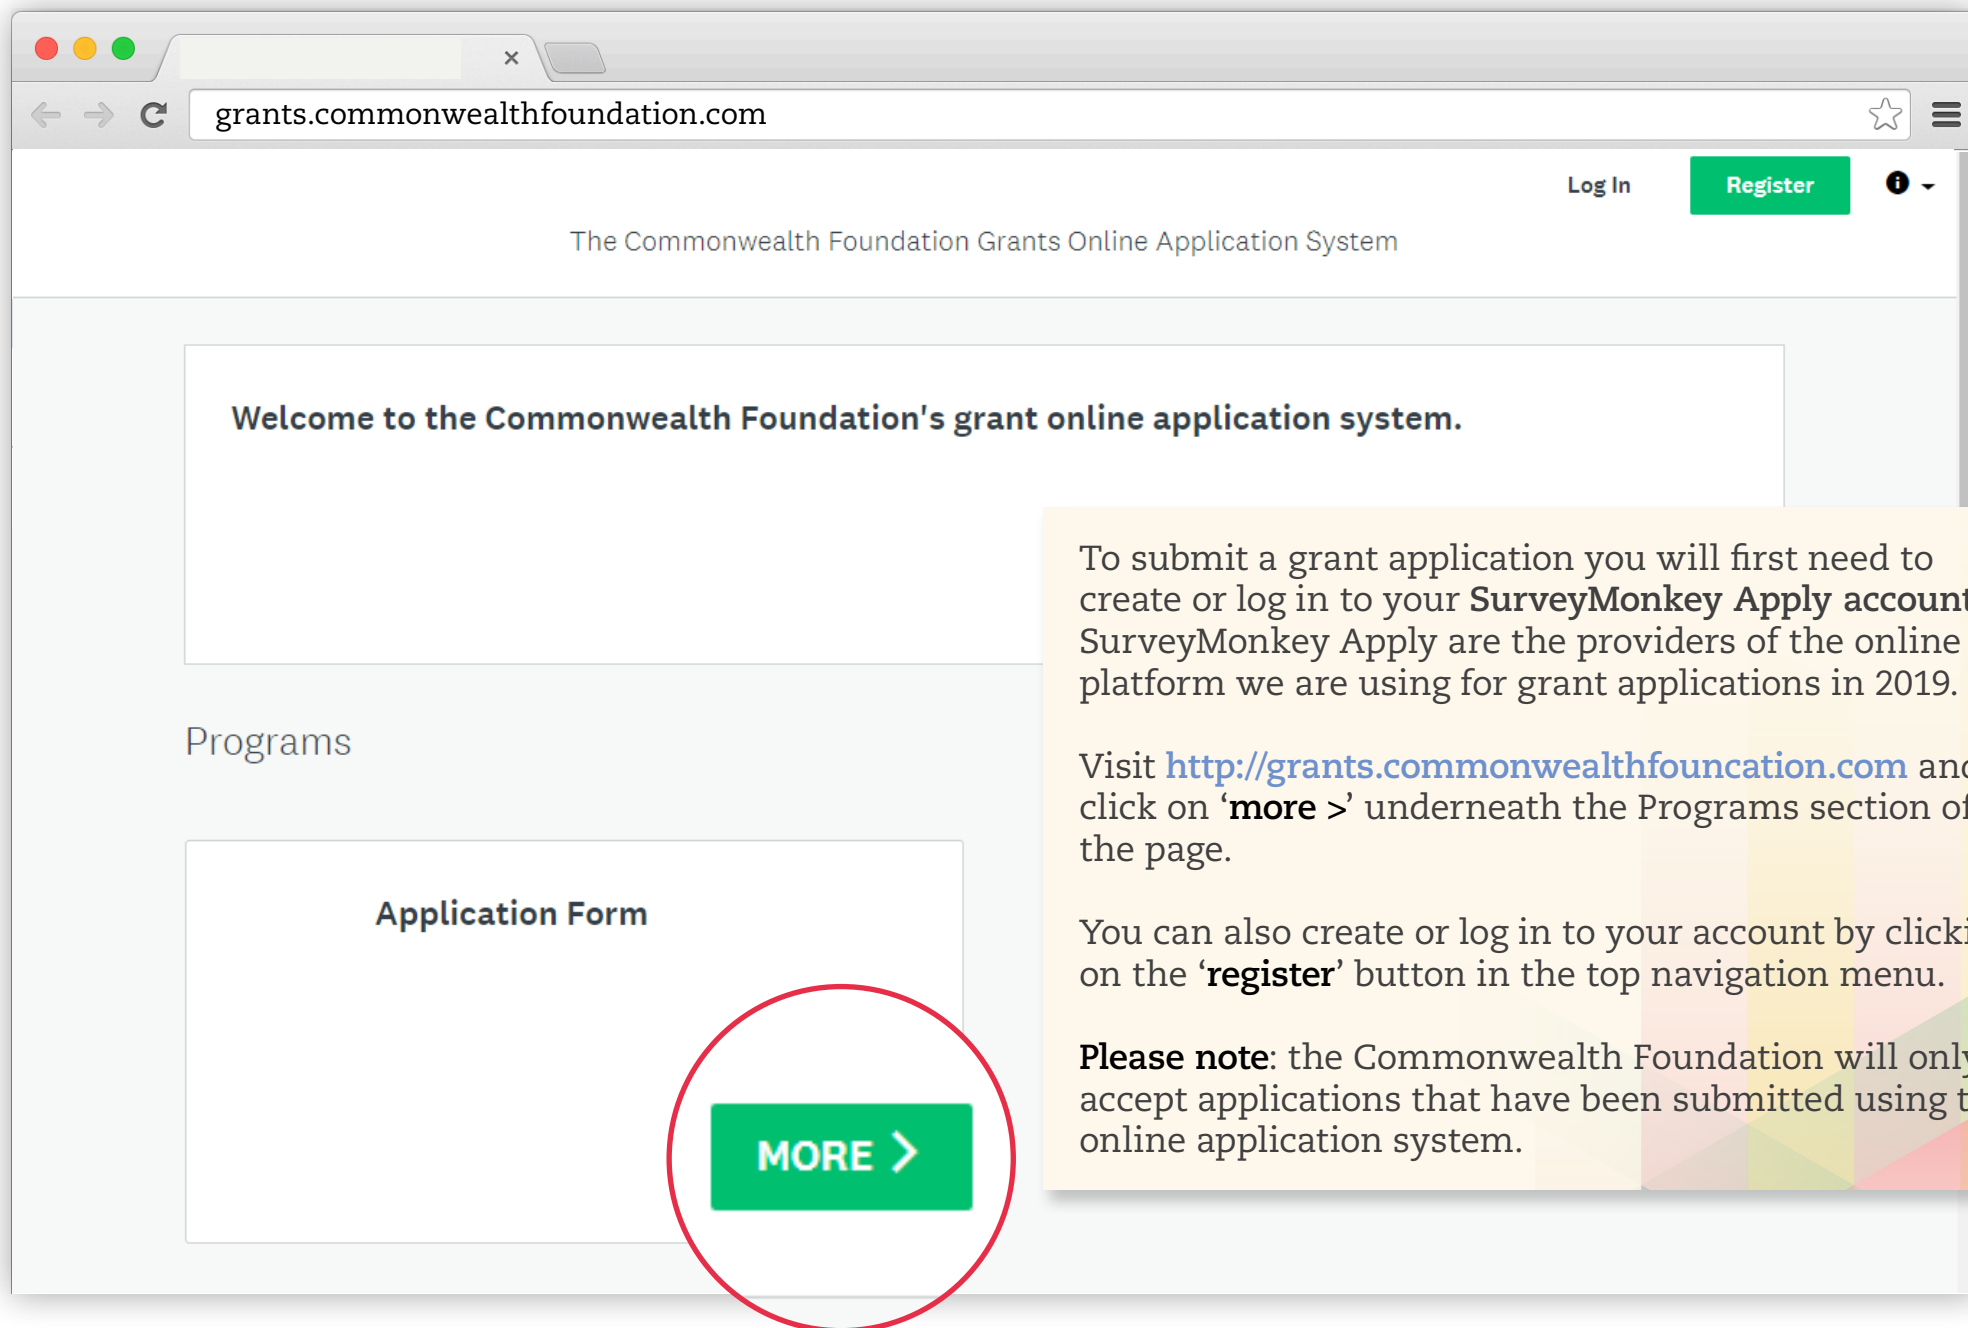 grants.commonwealthfoundation.com
Log In
Register
The Commonwealth Foundation Grants Online Application System
Welcome to the Commonwealth Foundation's grant online application system.
To submit a grant application you will first need to
create or log in to your SurveyMonkey Apply account
SurveyMonkey Apply are the providers of the online
platform we are using for grant applications in 2019.
Visit http://grants.commonwealthfouncation.com and
click on ‘more >’ underneath the Programs section of
the page.
You can also create or log in to your account by clicki
on the ‘register’ button in the top navigation menu.
Please note: the Commonwealth Foundation will only
accept applications that have been submitted using t
online application system.
Programs
Application Form
MORE >